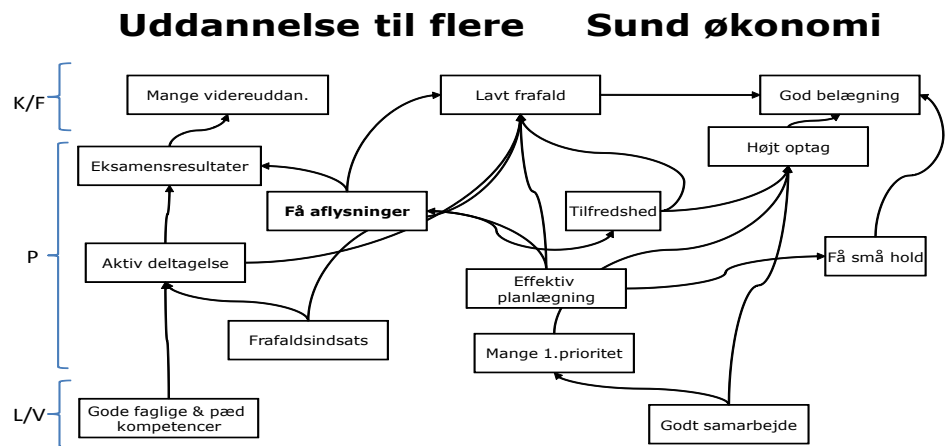 Uddannelse til flere
Sund økonomi
K/F
Mange videreuddan.
Lavt frafald
God belægning
Højt optag
P
Eksamensresultater
Få aflysninger
Tilfredshed
Aktiv deltagelse
Få små hold
Effektiv
planlægning
Frafaldsindsats
Mange 1.prioritet
L/V
Gode faglige & pæd
kompetencer
Godt samarbejde